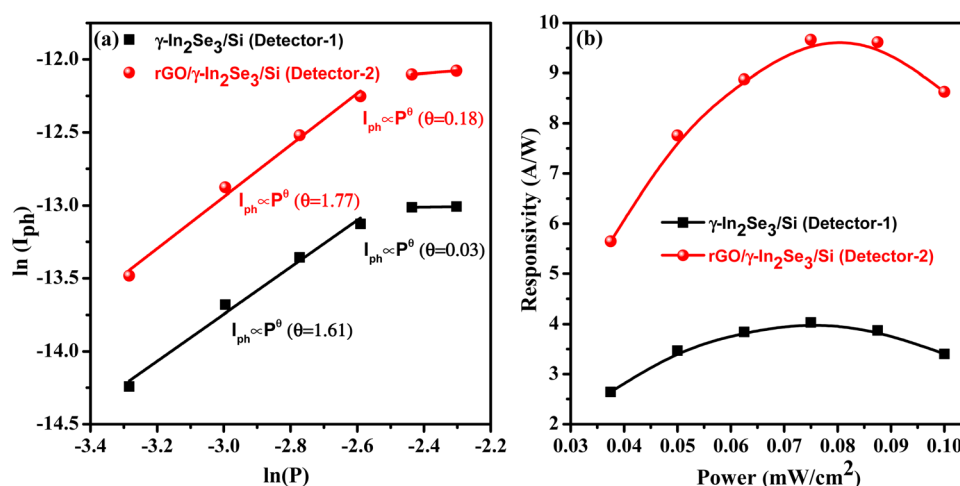 (a)
γ-In2Se3/Si (Detector-1)
rGO/γ-In2Se3/Si (Detector-2)
Iph∝Pθ (θ=0.18)
Iph∝Pθ (θ=1.77)
Iph∝Pθ (θ=0.03)
Iph∝Pθ (θ=1.61)
ln (Iph)
-12.0
-12.5
-13.0
-13.5
-14.0
-14.5
-3.4 -3.2 -3.0 -2.8 -2.6 -2.4 -2.2
ln(P)
(b)
γ-In2Se3/Si (Detector-1)
rGO/γ-In2Se3/Si (Detector-2)
Responsivity (A/W)
10
9
8
7
6
5
4
3
2
0.03 0.04 0.05 0.06 0.07 0.08 0.09 0.10
Power (mW/cm2)